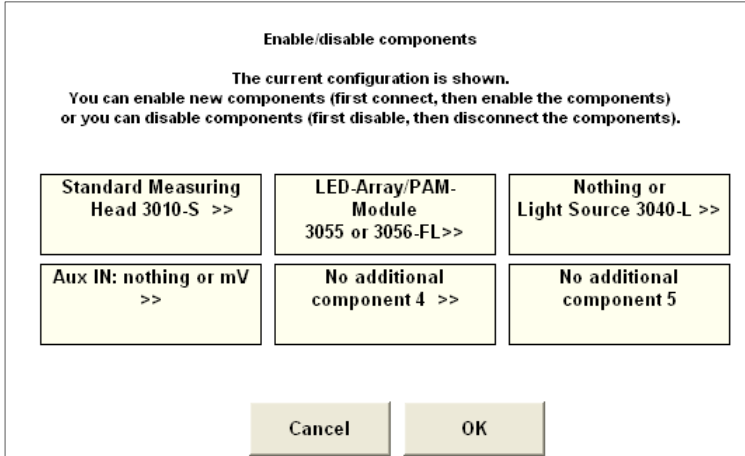 Enable/disable components
The current configuration is shown.
You can enable new components (first connect, then enable the components)
or you can disable components (first disable, then disconnect the components).
Standard Measuring
Head 3010-S >>
LED-Array/PAM-
Module
3055 or 3056-FL>>
Nothing or
Light Source 3040-L >>
Aux IN: nothing or mV
>>
No additional
component 4 >>
No additional
component 5
Cancel
OK